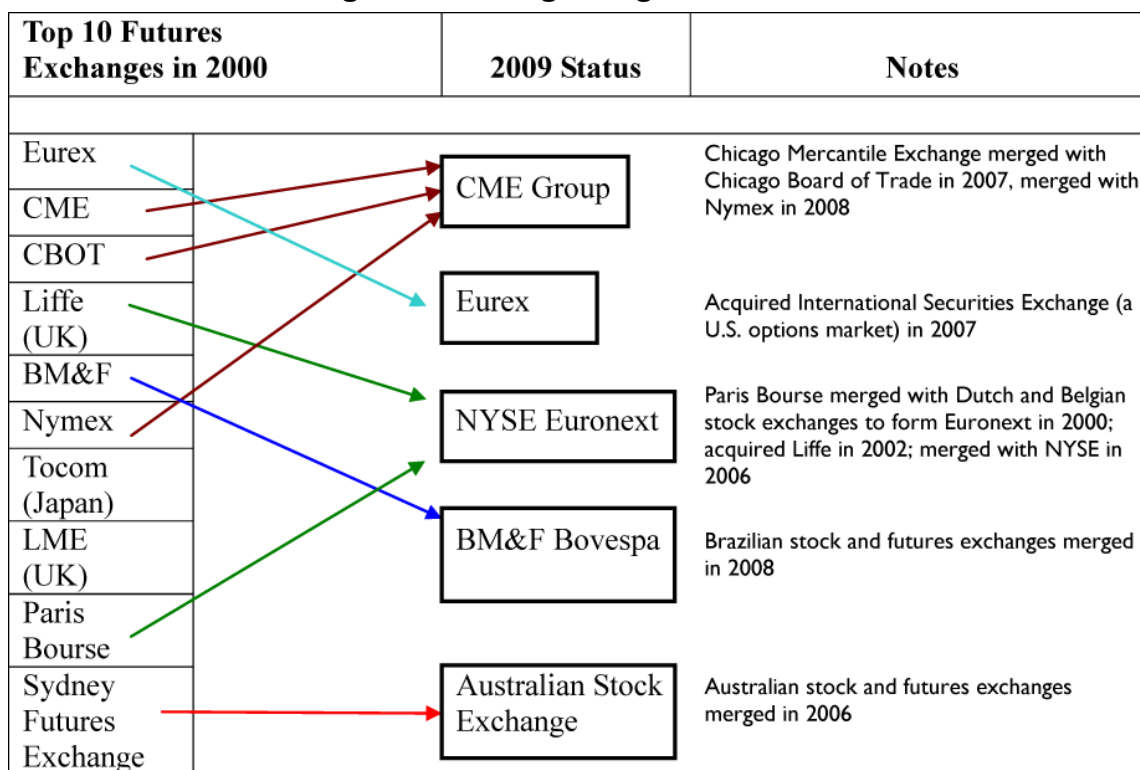 Top 10 Futures
Exchanges in 2000
2009 Status
Notes
Eurex
CME
CBOT
Liffe
(UK)
BM&F
Nymex
Tocom
(Japan)
LME
(UK)
Paris
Bourse
Sydney
Futures
Exchange
CME Group
Eurex
NYSE Euronext
BM&F Bovespa
Australian Stock
Exchange
Chicago Mercantile Exchange merged with
Chicago Board of Trade in 2007, merged with
Nymex in 2008
Acquired International Securities Exchange (a
U.S. options market) in 2007
Paris Bourse merged with Dutch and Belgian
stock exchanges to form Euronext in 2000;
acquired Liffe in 2002; merged with NYSE in
2006
Brazilian stock and futures exchanges merged
in 2008
Australian stock and futures exchanges
merged in 2006